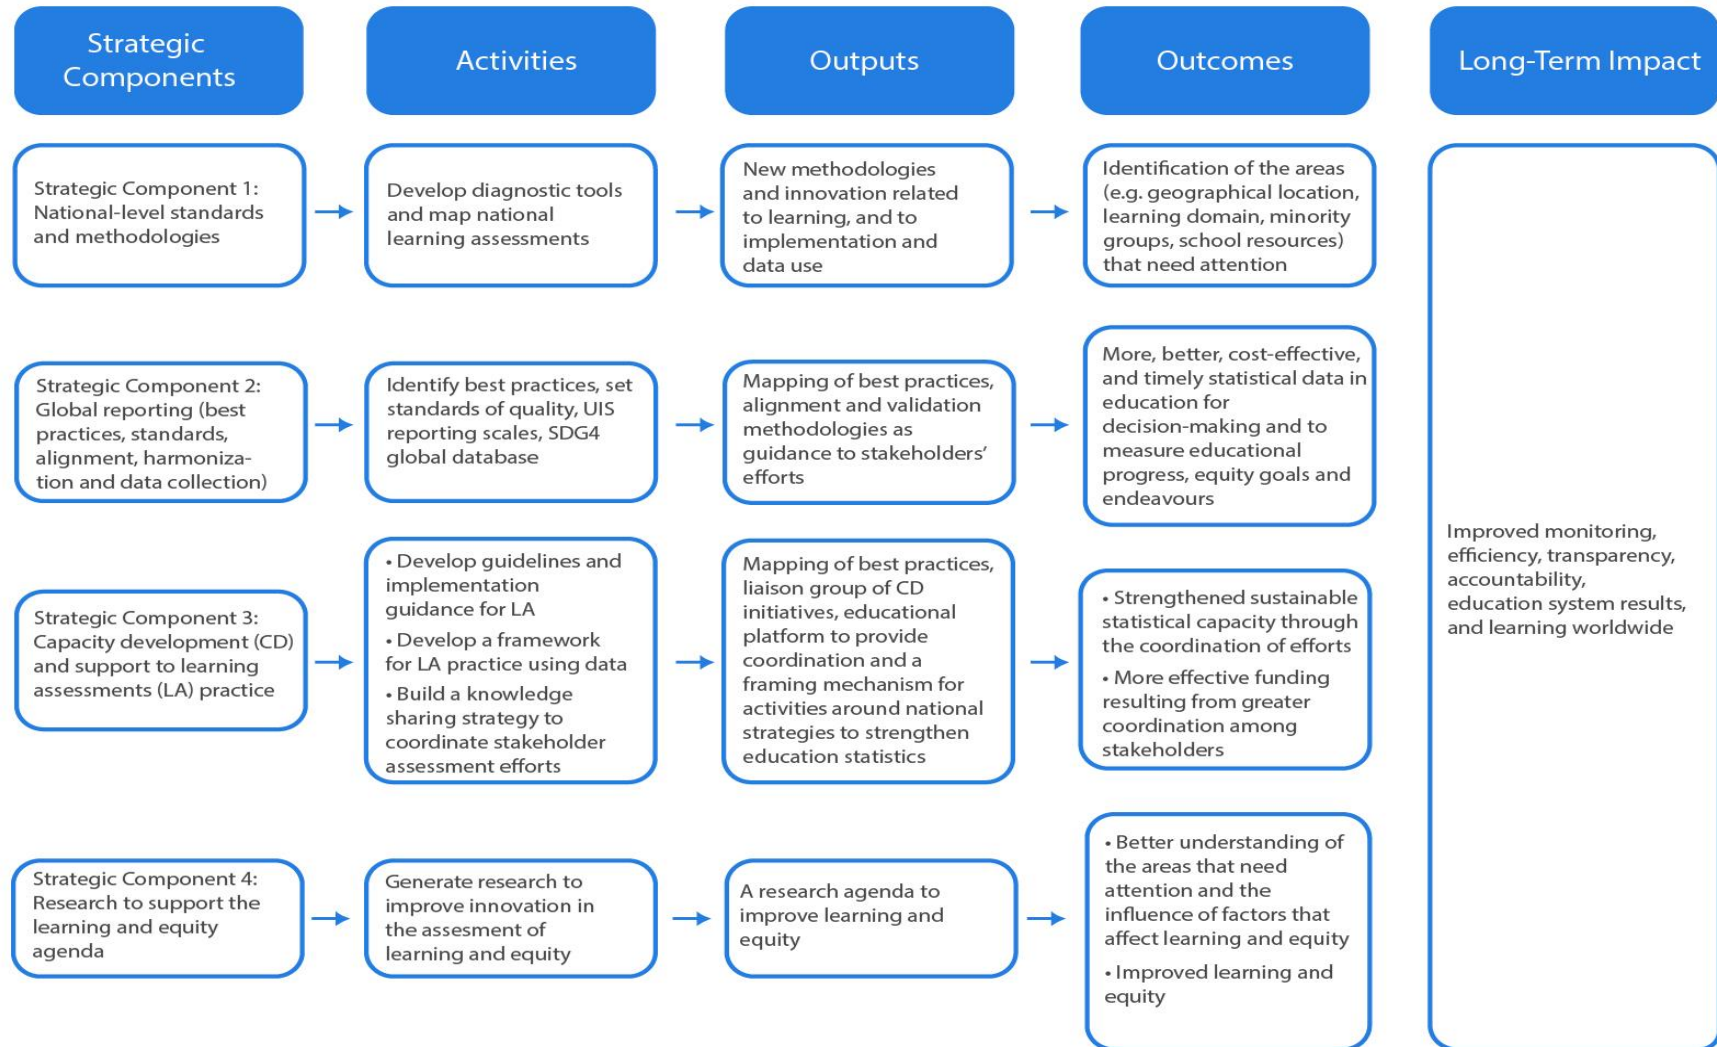 Strategic
Components
Activities
Outputs
Outcomes
Long-Term Impact
Strategic Component 1:
National-level standards
and methodologies
Develop diagnostic tools
and map national
learning assessments
New methodologies
and innovation related
to learning, and to
implementation and
data use
Identification of the areas
(e.g. geographical location,
learning domain, minority
groups, school resources)
that need attention
Strategic Component 2:
Global reporting (best
practices, standards,
alignment, harmoniza-
tion and data collection)
Identify best practices, set
standards of quality, UIS
reporting scales, SDG4
global database
Mapping of best practices,
alignment and validation
methodologies as
guidance to stakeholders’
efforts
More, better, cost-effective,
and timely statistical data in
education for
decision-making and to
measure educational
progress, equity goals and
endeavours
Strategic Component 3:
Capacity development (CD)
and support to learning
assessments (LA) practice
• Develop guidelines and
implementation
guidance for LA
• Develop a framework
for LA practice using data
• Build a knowledge
sharing strategy to
coordinate stakeholder
assessment efforts
Mapping of best practices,
liaison group of CD
initiatives, educational
platform to provide
coordination and a
framing mechanism for
activities around national
strategies to strengthen
education statistics
• Strengthened sustainable
statistical capacity through
the coordination of efforts
• More effective funding
resulting from greater
coordination among
stakeholders
Strategic Component 4:
Research to support the
learning and equity
agenda
Generate research to
improve innovation in
the assesment of
learning and equity
A research agenda to
improve learning and
equity
• Better understanding of
the areas that need
attention and the
influence of factors that
affect learning and equity
• Improved learning and
equity
Improved monitoring,
efficiency, transparency,
accountability,
education system results,
and learning worldwide